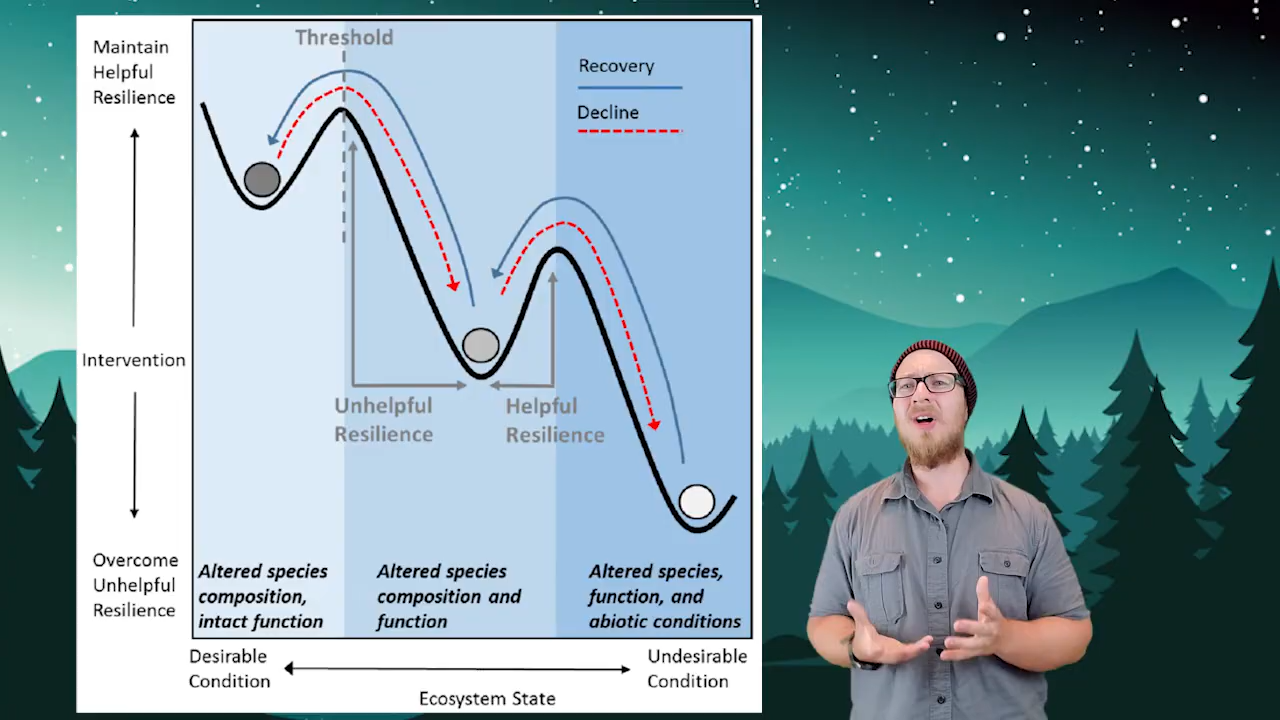 Maintain
Helpful
Resilience
Threshold
Recovery
Decline
Intervention
Unhelpful
Resilience
Helpful
Resilience
Overcome
Unhelpful
Resilience
Altered species
composition,
intact function
Altered species
composition and
function
Altered species,
function, and
abiotic conditions
Desirable
Condition
Undesirable
Condition
Ecosystem State